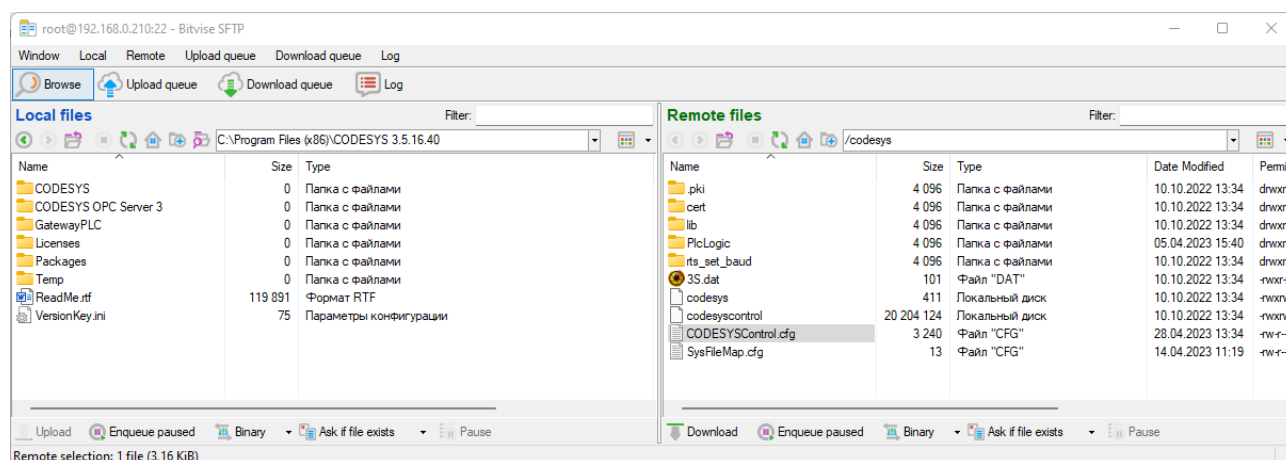 root@192.168.0.210:22 - Bitvise SFTP
Window Local Remote Upload queue Download queue Log
Browse Upload queue Download queue Log
Local files Filter:
C:\Program Files (x86)\CODESYS 3.5.16.40
Name Size Type
CODESYS 0 Папка с файлами
CODESYS OPC Server 3 0 Папка с файлами
GatewayPLC 0 Папка с файлами
Licenses 0 Папка с файлами
Packages 0 Папка с файлами
Temp 0 Папка с файлами
ReadMe.rtf 119 891 Формат RTF
VersionKey.ini 75 Параметры конфигурации
Upload Enqueue paused Binary Ask if file exists Pause
Remote files Filter:
/codesys
Name Size Type Date Modified Permi
.pki 4 096 Папка с файлами 10.10.2022 13:34 drwxr
cert 4 096 Папка с файлами 10.10.2022 13:34 drwxr
lib 4 096 Папка с файлами 10.10.2022 13:34 drwxr
PlcLogic 4 096 Папка с файлами 05.04.2023 15:40 drwxr
rts_set_baud 4 096 Папка с файлами 10.10.2022 13:34 drwxr
3S.dat 101 Файл "DAT" 10.10.2022 13:34 -rwxr-
codesys 411 Локальный диск 10.10.2022 13:34 -rwxrv
codesyscontrol 20 204 124 Локальный диск 10.10.2022 13:34 -rwxrv
CODESYSControl.cfg 3 240 Файл "CFG" 28.04.2023 13:34 -rw-r--
SysFileMap.cfg 13 Файл "CFG" 14.04.2023 11:19 -rw-r--
Download Enqueue paused Binary Ask if file exists Pause
Remote selection: 1 file (3.16 KiB)